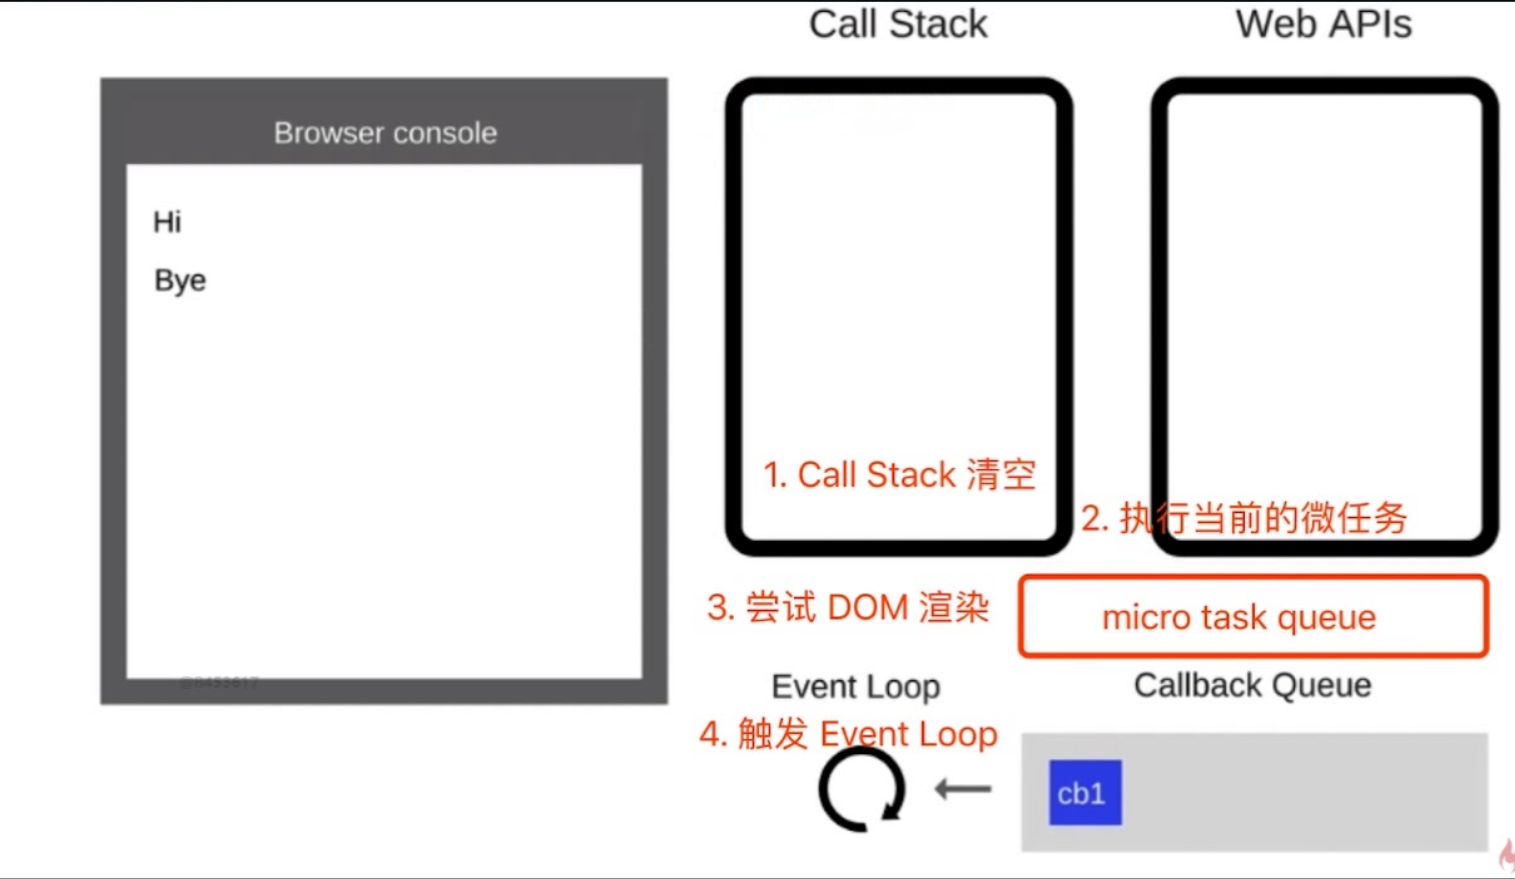 Call Stack
Web APIs
Browser console
Hi
Bye
1. Call Stack 清空
2. 执行当前的微任务
3. 尝试 DOM 渲染
micro task queue
Event Loop
Callback Queue
4. 触发 Event Loop
cb1